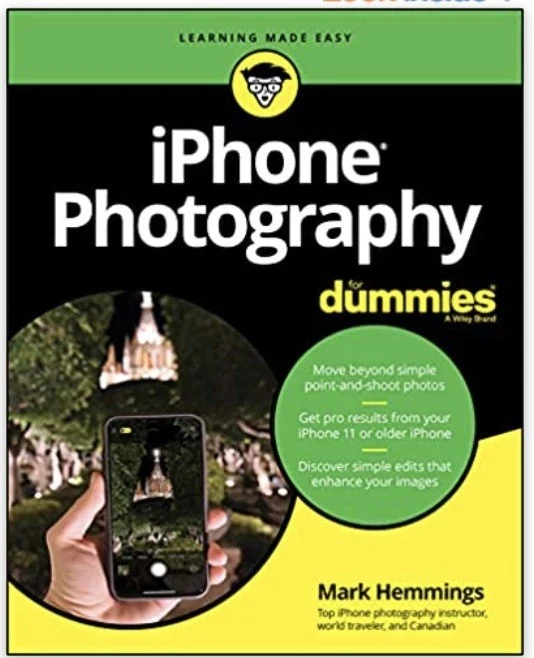 LEARNING MADE EASY
iPhone®
Photography
for
dummies®
A Wiley Brand
Move beyond simple
point-and-shoot photos
Get pro results from your
iPhone 11 or older iPhone
Discover simple edits that
enhance your images
Mark Hemmings
Top iPhone photography instructor,
world traveler, and Canadian